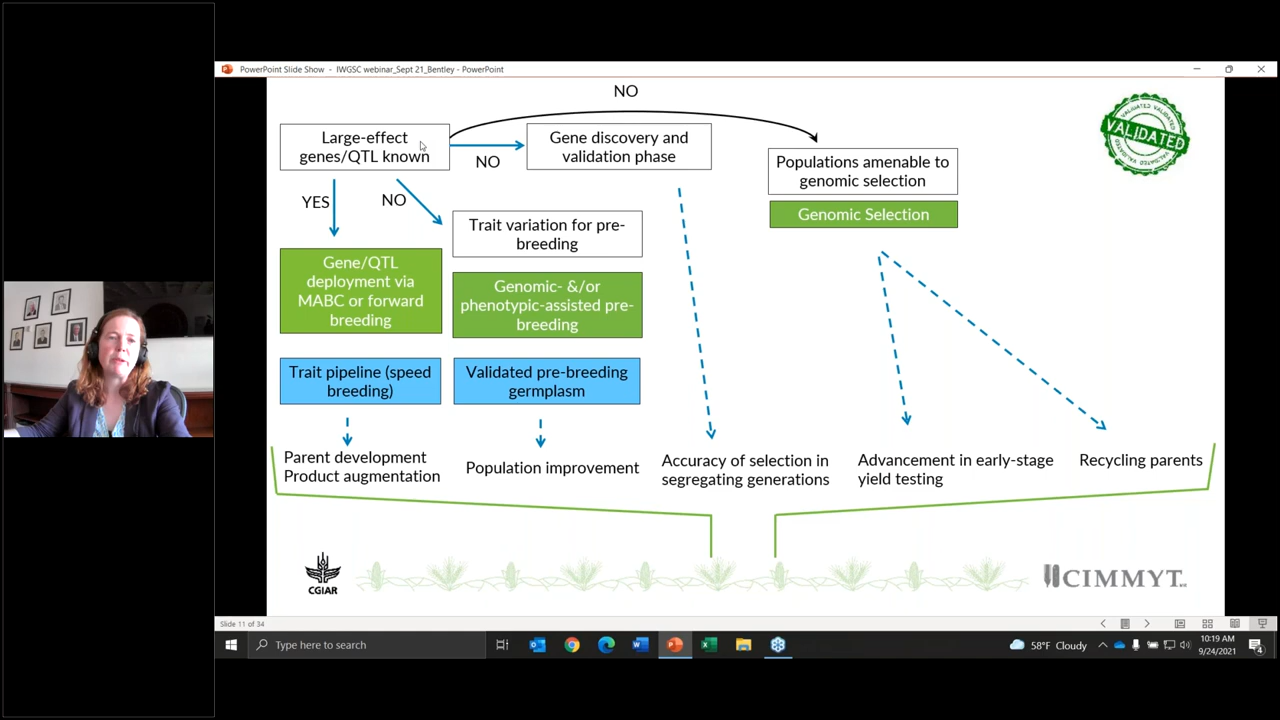 PowerPoint Slide Show - IWGSC webinar_Sept 21_Bentley - PowerPoint
NO
VALIDATED
VALIDATED
VALIDATED
Large-effect
genes/QTL known
NO
Gene discovery and
validation phase
Populations amenable to
genomic selection
Genomic Selection
YES
NO
Trait variation for pre-
breeding
Gene/QTL
deployment via
MABC or forward
breeding
Genomic- &/or
phenotypic-assisted pre-
breeding
Trait pipeline (speed
breeding)
Validated pre-breeding
germplasm
Parent development
Product augmentation
Population improvement
Accuracy of selection in
segregating generations
Advancement in early-stage
yield testing
Recycling parents
CGIAR
CIMMYT
Slide 11 of 34
Type here to search
58°F Cloudy
10:19 AM
9/24/2021
4